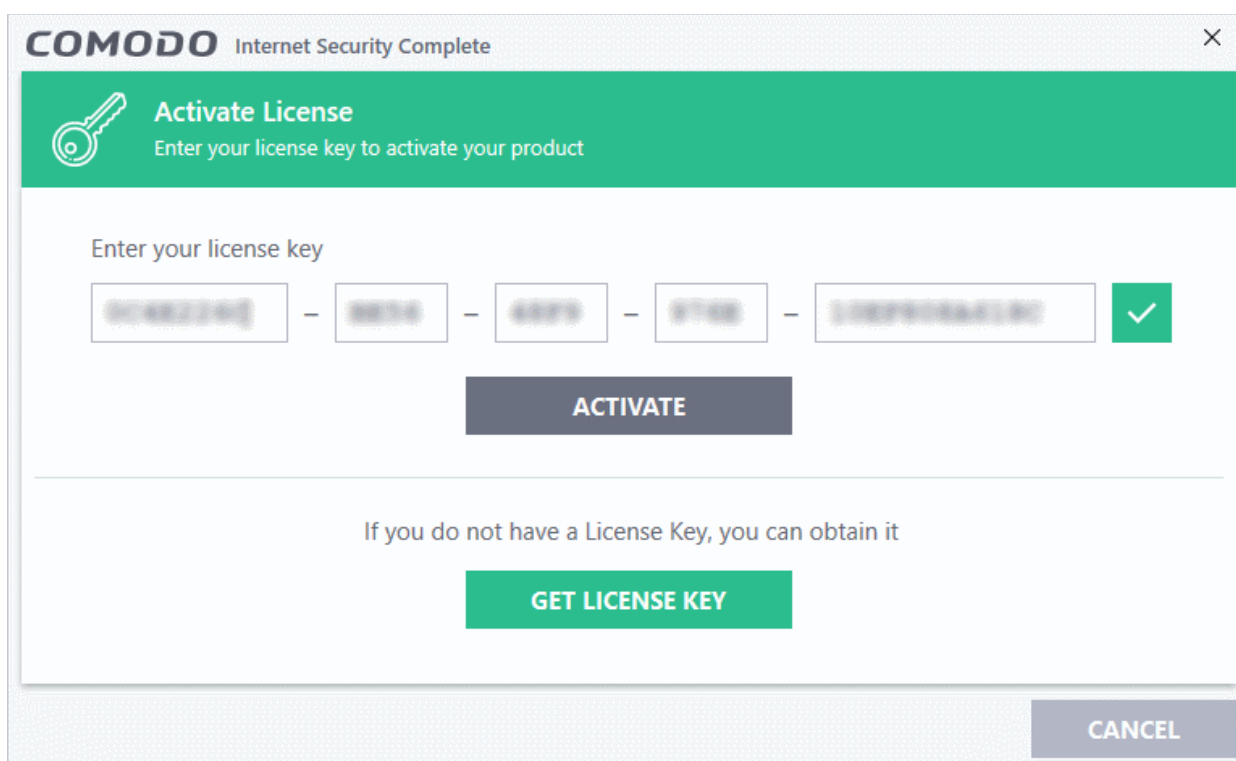 COMODO Internet Security Complete
Activate License
Enter your license key to activate your product
Enter your license key
– – – –
ACTIVATE
If you do not have a License Key, you can obtain it
GET LICENSE KEY
CANCEL